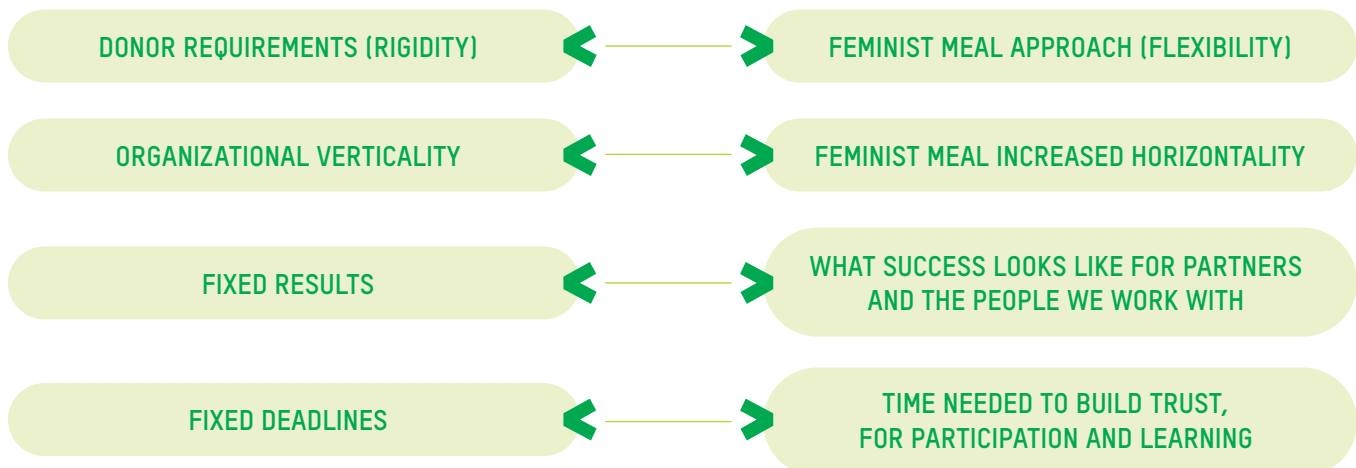 DONOR REQUIREMENTS (RIGIDITY)
FEMINIST MEAL APPROACH (FLEXIBILITY)
ORGANIZATIONAL VERTICALITY
FEMINIST MEAL INCREASED HORIZONTALITY
FIXED RESULTS
WHAT SUCCESS LOOKS LIKE FOR PARTNERS
AND THE PEOPLE WE WORK WITH
FIXED DEADLINES
TIME NEEDED TO BUILD TRUST,
FOR PARTICIPATION AND LEARNING